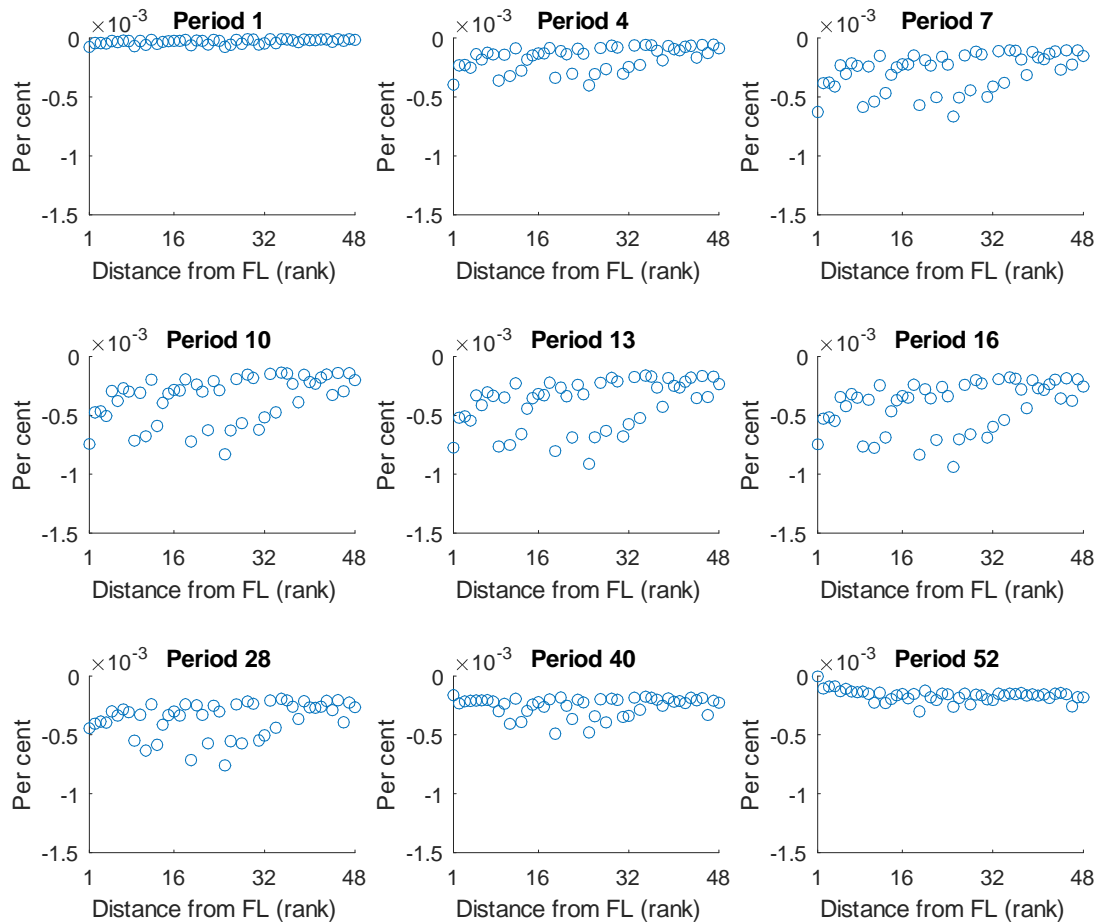 ×10⁻³ Period 1
0
-0.5
-1
-1.5
Per cent
1 16 32 48
Distance from FL (rank)
×10⁻³ Period 4
0
-0.5
-1
-1.5
Per cent
1 16 32 48
Distance from FL (rank)
×10⁻³ Period 7
0
-0.5
-1
-1.5
Per cent
1 16 32 48
Distance from FL (rank)
×10⁻³ Period 10
0
-0.5
-1
-1.5
Per cent
1 16 32 48
Distance from FL (rank)
×10⁻³ Period 13
0
-0.5
-1
-1.5
Per cent
1 16 32 48
Distance from FL (rank)
×10⁻³ Period 16
0
-0.5
-1
-1.5
Per cent
1 16 32 48
Distance from FL (rank)
×10⁻³ Period 28
0
-0.5
-1
-1.5
Per cent
1 16 32 48
Distance from FL (rank)
×10⁻³ Period 40
0
-0.5
-1
-1.5
Per cent
1 16 32 48
Distance from FL (rank)
×10⁻³ Period 52
0
-0.5
-1
-1.5
Per cent
1 16 32 48
Distance from FL (rank)